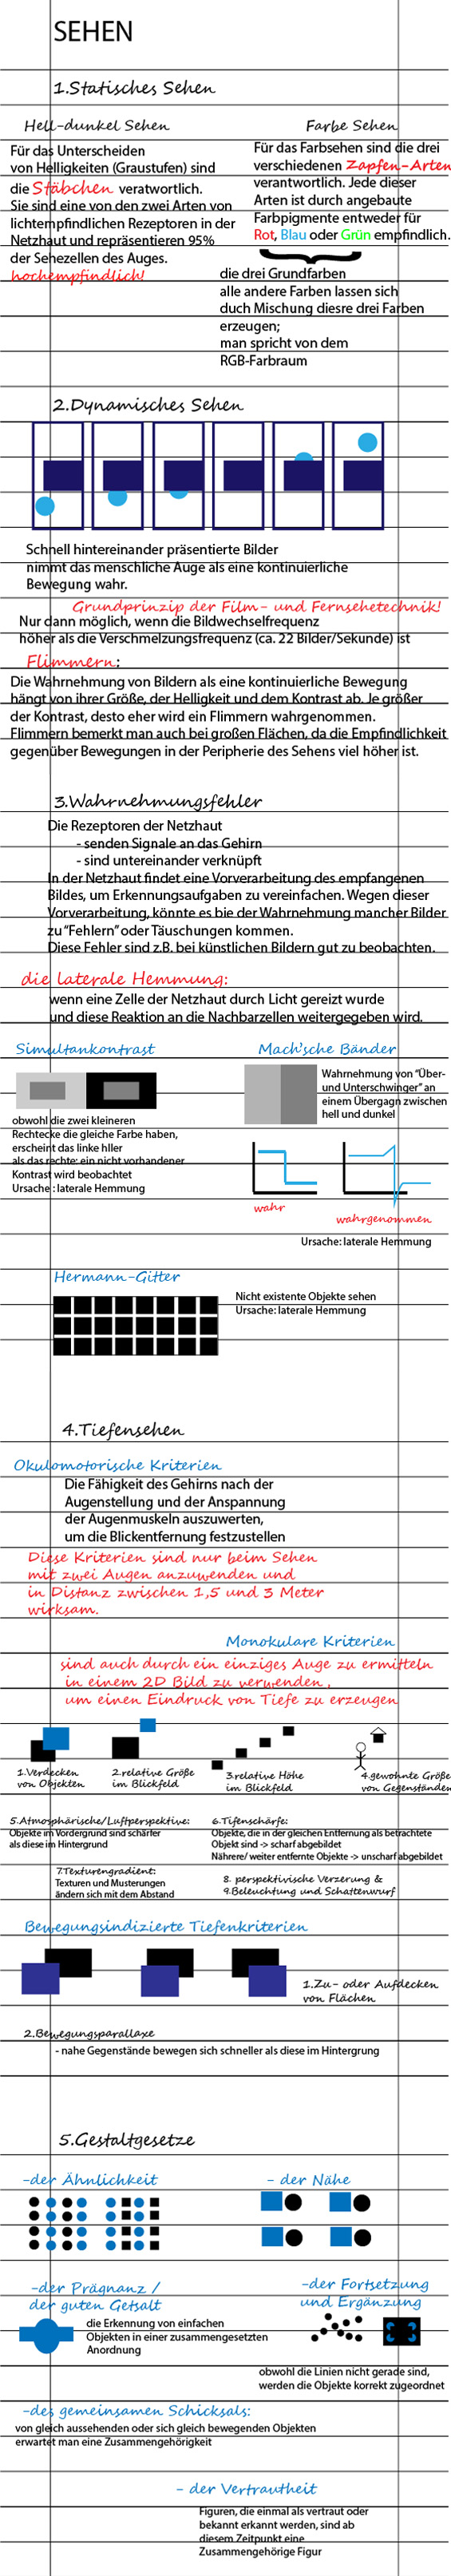 SEHEN
1.Statisches Sehen
Hell-dunkel Sehen
Für das Unterscheiden
von Helligkeiten (Graustufen) sind
die Stäbchen veratwortlich.
Sie sind eine von den zwei Arten von
lichtempfindlichen Rezeptoren in der
Netzhaut und repräsentieren 95%
der Sehezellen des Auges.
hochempfindlich!
Farbe Sehen
Für das Farbsehen sind die drei
verschiedenen Zapfen-Arten
verantwortlich. Jede dieser
Arten ist durch angebaute
Farbpigmente entweder für
Rot, Blau oder Grün empfindlich.
die drei Grundfarben
alle andere Farben lassen sich
duch Mischung diesre drei Farben
erzeugen;
man spricht von dem
RGB-Farbraum
2.Dynamisches Sehen
Schnell hintereinander präsentierte Bilder
nimmt das menschliche Auge als eine kontinuierliche
Bewegung wahr.
Grundprinzip der Film- und Fernsehetechnik!
Nur dann möglich, wenn die Bildwechselfrequenz
höher als die Verschmelzungsfrequenz (ca. 22 Bilder/Sekunde) ist
Flimmern:
Die Wahrnehmung von Bildern als eine kontinuierliche Bewegung
hängt von ihrer Größe, der Helligkeit und dem Kontrast ab. Je größer
der Kontrast, desto eher wird ein Flimmern wahrgenommen.
Flimmern bemerkt man auch bei großen Flächen, da die Empfindlichkeit
gegenüber Bewegungen in der Peripherie des Sehens viel höher ist.
3.Wahrnehmungsfehler
Die Rezeptoren der Netzhaut
- senden Signale an das Gehirn
- sind untereinander verknüpft
In der Netzhaut findet eine Vorverarbeitung des empfangenen
Bildes, um Erkennungsaufgaben zu vereinfachen. Wegen dieser
Vorverarbeitung, könnte es bie der Wahrnehmung mancher Bilder
zu "Fehlern" oder Täuschungen kommen.
Diese Fehler sind z.B. bei künstlichen Bildern gut zu beobachten.
die laterale Hemmung:
wenn eine Zelle der Netzhaut durch Licht gereizt wurde
und diese Reaktion an die Nachbarzellen weitergegeben wird.
Simultankontrast
obwohl die zwei kleineren
Rechtecke die gleiche Farbe haben,
erscheint das linke hller
als das rechte: ein nicht vorhandener
Kontrast wird beobachtet
Ursache : laterale Hemmung
Mach'sche Bänder
Wahrnehmung von "Über-
und Unterschwinger" an
einem Übergagn zwischen
hell und dunkel
wahr
wahrgenommen
Ursache: laterale Hemmung
Hermann-Gitter
Nicht existente Objekte sehen
Ursache: laterale Hemmung
4.Tiefensehen
Okulomotorische Kriterien
Die Fähigkeit des Gehirns nach der
Augenstellung und der Anspannung
der Augenmuskeln auszuwerten,
um die Blickentfernung festzustellen
Diese Kriterien sind nur beim Sehen
mit zwei Augen anzuwenden und
in Distanz zwischen 1,5 und 3 Meter
wirksam.
Monokulare Kriterien
sind auch durch ein einziges Auge zu ermitteln
in einem 2D Bild zu verwenden,
um einen Eindruck von Tiefe zu erzeugen
1.Verdecken
von Objekten
2.relative Größe
im Blickfeld
3.relative Höhe
im Blickfeld
4.gewohnte Größe
von Gegenständen
5.Atmosphärische/Luftperspektive:
Objekte im Vordergrund sind schärfer
als diese im Hintergrund
6.Tifenschärfe:
Objekte, die in der gleichen Entfernung als betrachtete
Objekt sind -> scharf abgebildet
Nähere/ weiter entfernte Objekte -> unscharf abgebildet
7.Texturengradient:
Texturen und Musterungen
ändern sich mit dem Abstand
8. perspektivische Verzerung &
9.Beleuchtung und Schattenwurf
Bewegungsindizierte Tiefenkriterien
1.Zu- oder Aufdecken
von Flächen
2.Bewegungsparallaxe
- nahe Gegenstände bewegen sich schneller als diese im Hintergrung
5.Gestaltgesetze
-der Ähnlichkeit
- der Nähe
-der Prägnanz /
der guten Getsalt
die Erkennung von einfachen
Objekten in einer zusammengesetzten
Anordnung
-der Fortsetzung
und Ergänzung
obwohl die Linien nicht gerade sind,
werden die Objekte korrekt zugeordnet
-des gemeinsamen Schicksals:
von gleich aussehenden oder sich gleich bewegenden Objekten
erwartet man eine Zusammengehörigkeit
- der Vertrautheit
Figuren, die einmal als vertraut oder
bekannt erkannt werden, sind ab
diesem Zeitpunkt eine
Zusammengehörige Figur